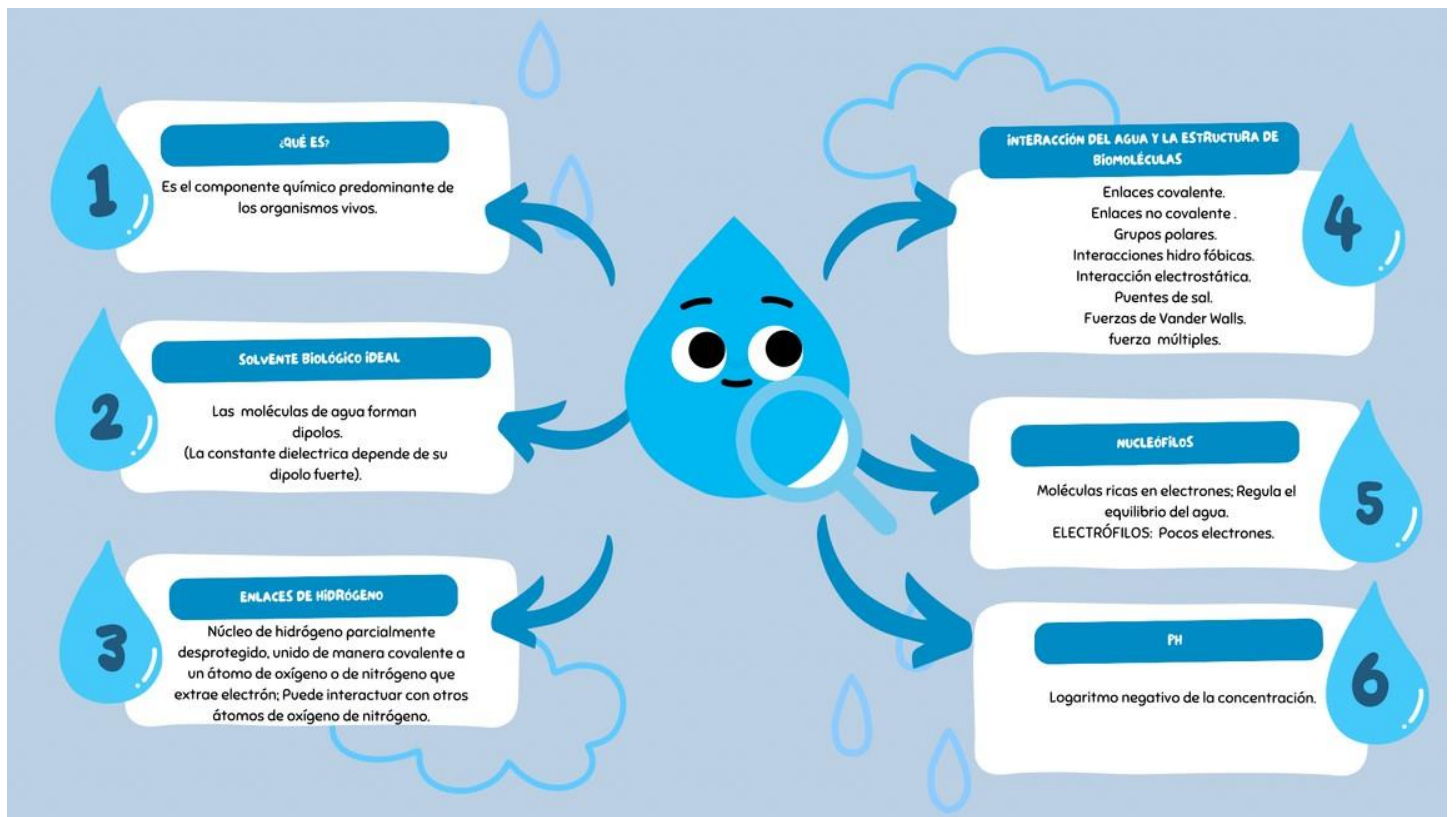 1
¿QUÉ ES?
Es el componente químico predominante de
los organismos vivos.
2
SOLVENTE BIOLÓGICO IDEAL
Las moléculas de agua forman
dipolos.
(La constante dielectrica depende de su
dipolo fuerte).
3
ENLACES DE HIDRÓGENO
Núcleo de hidrógeno parcialmente
desprotegido, unido de manera covalente a
un átomo de oxígeno o de nitrógeno que
extrae electrón; Puede interactuar con otros
átomos de oxígeno de nitrógeno.
4
INTERACCIÓN DEL AGUA Y LA ESTRUCTURA DE
BIOMOLÉCULAS
Enlaces covalente.
Enlaces no covalente .
Grupos polares.
Interacciones hidro fóbicas.
Interacción electrostática.
Puentes de sal.
Fuerzas de Vander Walls.
fuerza múltiples.
5
NUCLEÓFILOS
Moléculas ricas en electrones; Regula el
equilibrio del agua.
ELECTRÓFILOS: Pocos electrones.
6
PH
Logaritmo negativo de la concentración.